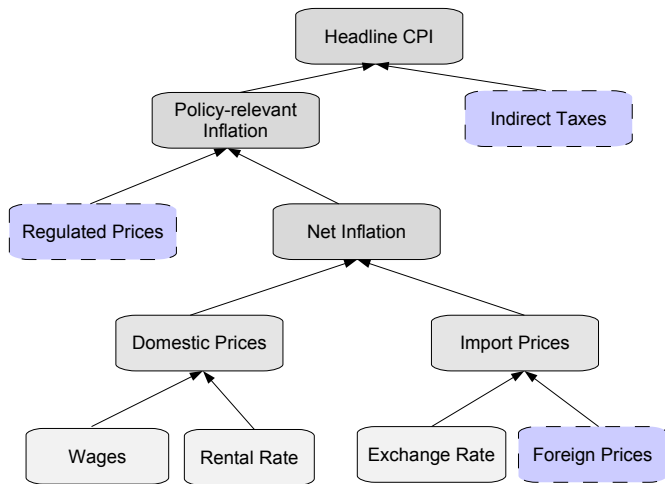 Headline CPI
Policy-relevant
Inflation
Indirect Taxes
Regulated Prices
Net Inflation
Domestic Prices
Import Prices
Wages
Rental Rate
Exchange Rate
Foreign Prices